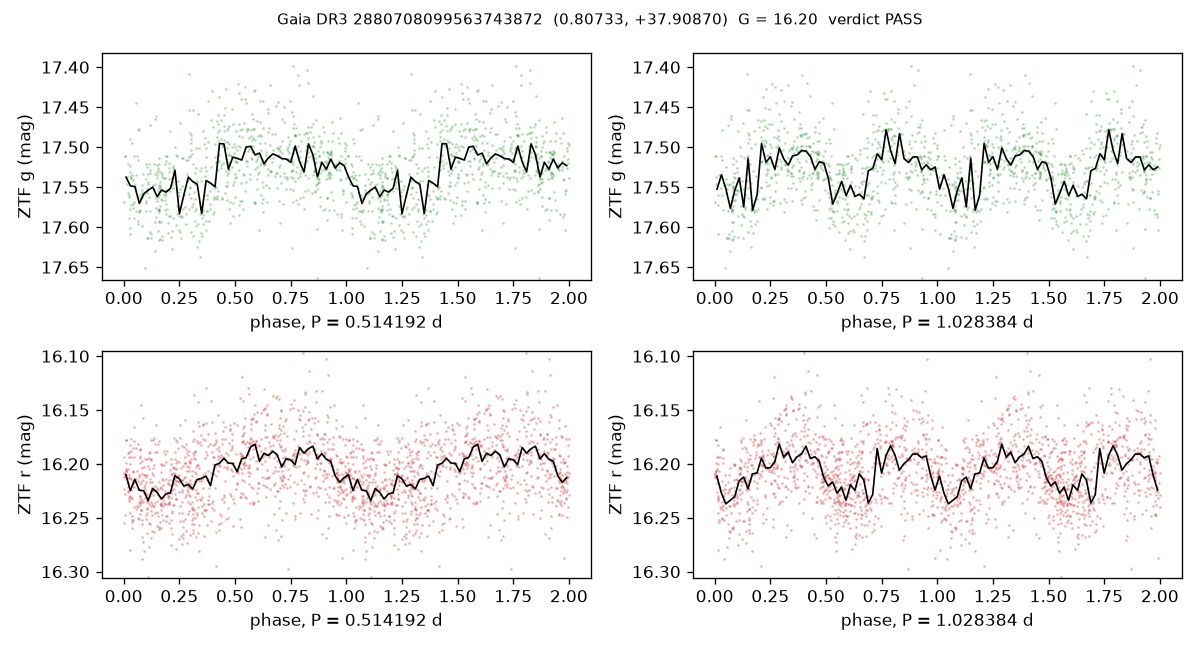 Gaia DR3 2880708099563743872 (0.80733, +37.90870) G = 16.20 verdict PASS
ZTF g (mag)
17.40
17.45
17.50
17.55
17.60
17.65
0.00 0.25 0.50 0.75 1.00 1.25 1.50 1.75 2.00
phase, P = 0.514192 d
ZTF g (mag)
17.40
17.45
17.50
17.55
17.60
17.65
0.00 0.25 0.50 0.75 1.00 1.25 1.50 1.75 2.00
phase, P = 1.028384 d
ZTF r (mag)
16.10
16.15
16.20
16.25
16.30
0.00 0.25 0.50 0.75 1.00 1.25 1.50 1.75 2.00
phase, P = 0.514192 d
ZTF r (mag)
16.10
16.15
16.20
16.25
16.30
0.00 0.25 0.50 0.75 1.00 1.25 1.50 1.75 2.00
phase, P = 1.028384 d